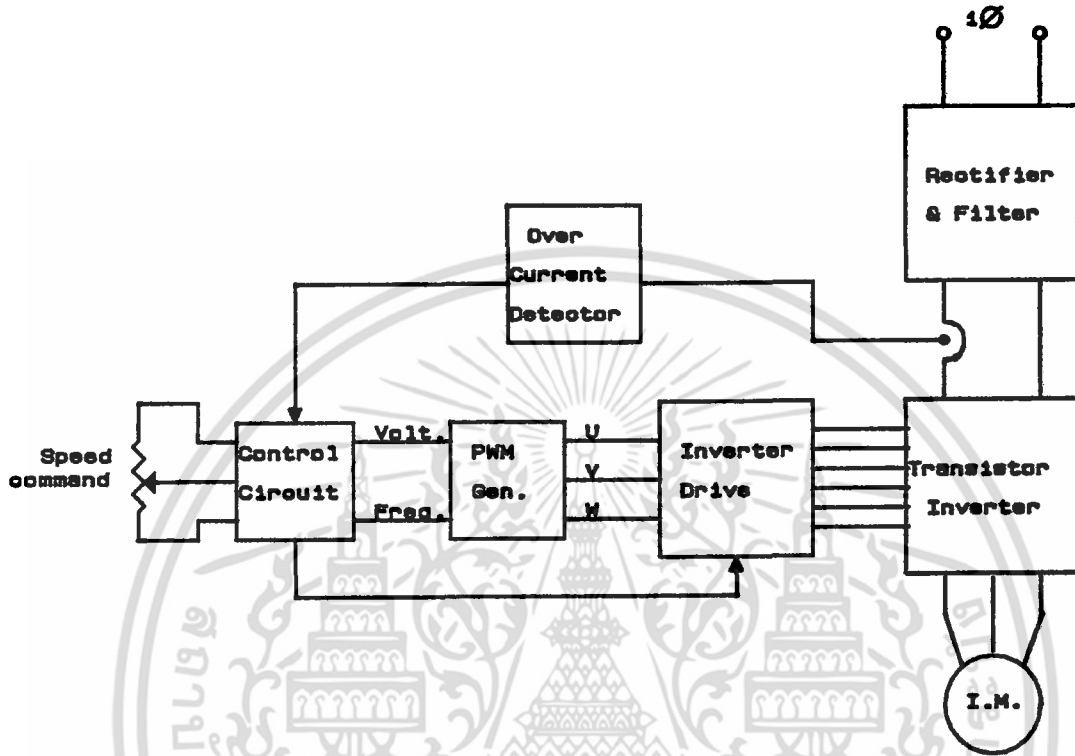 1Ø
Rectifier
& Filter
Over
Current
Detector
Speed
command
Control
Circuit
Volt.
Freq.
PWM
Gen.
U
V
W
Inverter
Drive
Transistor
Inverter
I.M.